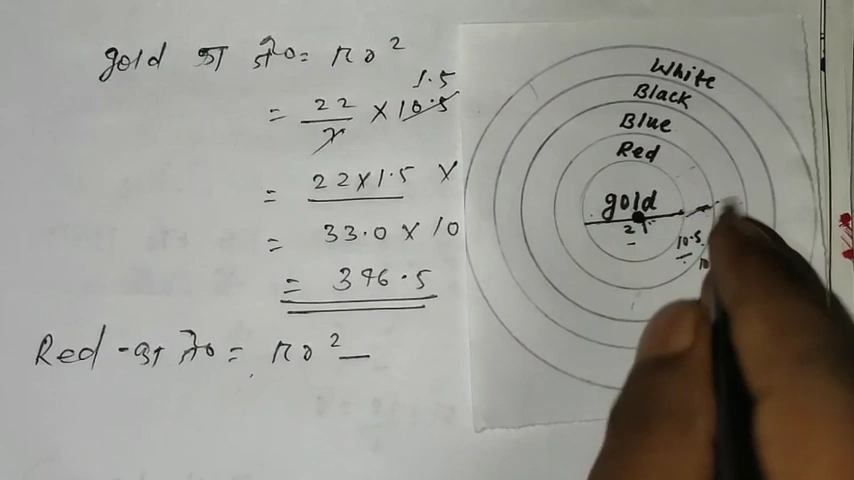 gold का क्षे० = πr²
1.5
= 22/7 × 10.5
= 22×1.5 ×
= 33.0 × 10
= 346.5
Red का क्षे० = πr² —
White
Black
Blue
Red
gold
21
10.5
10